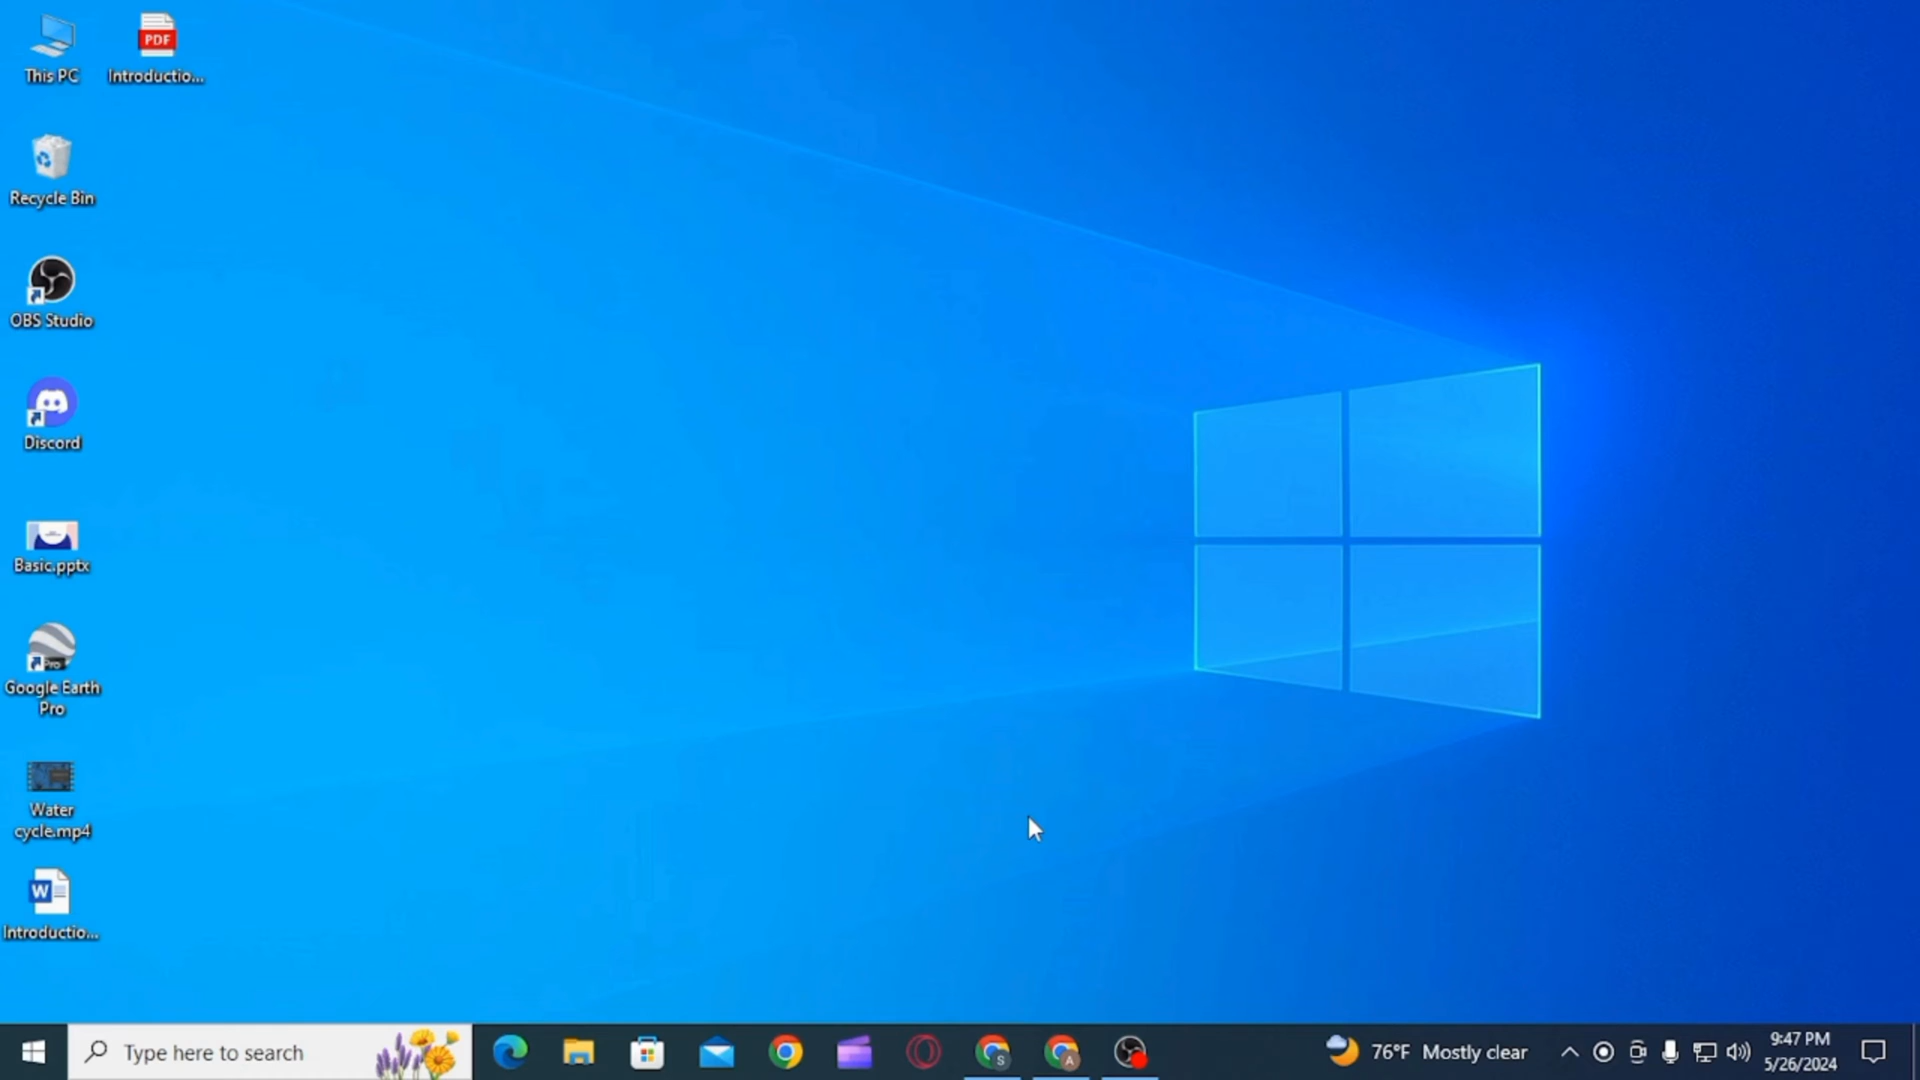 This PC
Introductio...
PDF
Recycle Bin
OBS Studio
Discord
Basic.pptx
Pro
Google Earth
Pro
Water
cycle.mp4
W
Introductio...
Type here to search
S
A
76°F Mostly clear
9:47 PM
5/26/2024